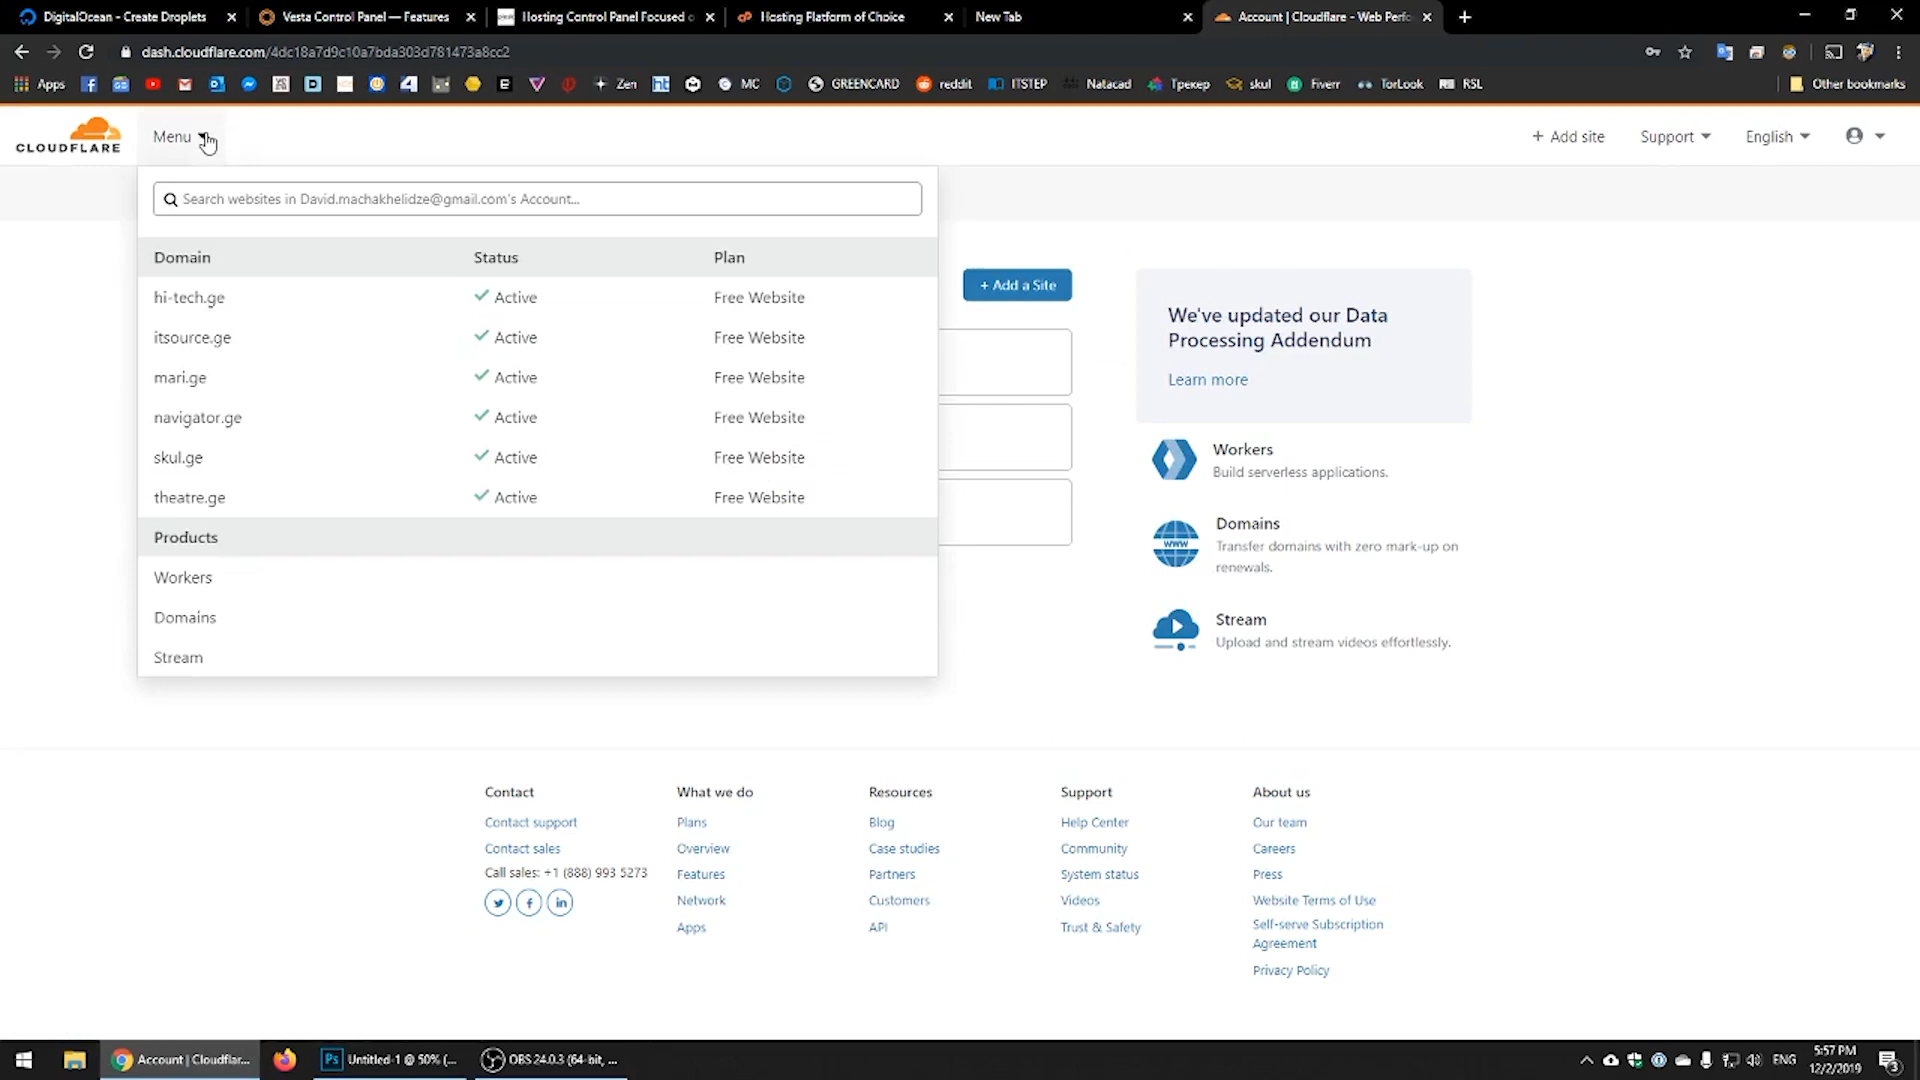 DigitalOcean - Create Droplets
Vesta Control Panel — Features
Hosting Control Panel Focused o
Hosting Platform of Choice
New Tab
Account | Cloudflare - Web Perfo
dash.cloudflare.com/4dc18a7d9c10a7bda303d781473a8cc2
Apps
Zen
MC
GREENCARD
reddit
ITSTEP
Natacad
Трекер
skul
Fiverr
TorLook
RSL
Other bookmarks
CLOUDFLARE
Menu
+ Add site
Support
English
Search websites in David.machakhelidze@gmail.com's Account...
Domain Status Plan
hi-tech.ge Active Free Website
itsource.ge Active Free Website
mari.ge Active Free Website
navigator.ge Active Free Website
skul.ge Active Free Website
theatre.ge Active Free Website
Products
Workers
Domains
Stream
+ Add a Site
We've updated our Data
Processing Addendum
Learn more
Workers
Build serverless applications.
WWW
Domains
Transfer domains with zero mark-up on
renewals.
Stream
Upload and stream videos effortlessly.
Contact
Contact support
Contact sales
Call sales: +1 (888) 993 5273
What we do
Plans
Overview
Features
Network
Apps
Resources
Blog
Case studies
Partners
Customers
API
Support
Help Center
Community
System status
Videos
Trust & Safety
About us
Our team
Careers
Press
Website Terms of Use
Self-serve Subscription
Agreement
Privacy Policy
Account | Cloudflar...
Ps
Untitled-1 @ 50% (...
OBS 24.0.3 (64-bit, ...
ENG
5:57 PM
12/2/2019
3